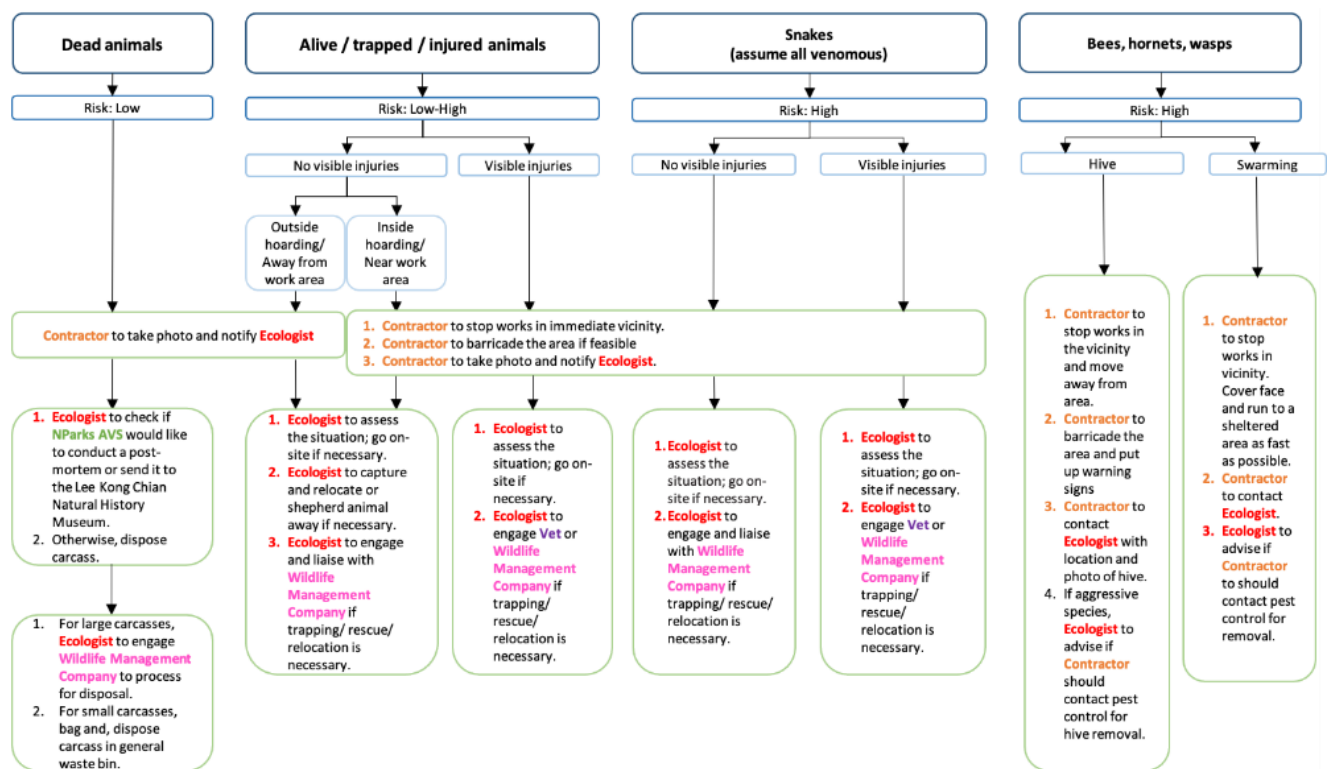 Dead animals
Risk: Low
Alive / trapped / injured animals
Risk: Low-High
No visible injuries
Visible injuries
Outside
hoarding/
Away from
work area
Inside
hoarding/
Near work
area
Snakes
(assume all venomous)
Risk: High
No visible injuries
Visible injuries
Bees, hornets, wasps
Risk: High
Hive
Swarming
Contractor to take photo and notify Ecologist
1. Contractor to stop works in immediate vicinity.
2. Contractor to barricade the area if feasible
3. Contractor to take photo and notify Ecologist.
1. Ecologist to check if
NParks AVS would like
to conduct a post-
mortem or send it to
the Lee Kong Chian
Natural History
Museum.
2. Otherwise, dispose
carcass.
1. For large carcasses,
Ecologist to engage
Wildlife Management
Company to process
for disposal.
2. For small carcasses,
bag and, dispose
carcass in general
waste bin.
1. Ecologist to assess
the situation; go on-
site if necessary.
2. Ecologist to capture
and relocate or
shepherd animal
away if necessary.
3. Ecologist to engage
and liaise with
Wildlife
Management
Company if
trapping/ rescue/
relocation is
necessary.
1. Ecologist to
assess the
situation; go on-
site if
necessary.
2. Ecologist to
engage Vet or
Wildlife
Management
Company if
trapping/
rescue/
relocation is
necessary.
1. Ecologist to
assess the
situation; go on-
site if necessary.
2. Ecologist to
engage and liaise
with Wildlife
Management
Company if
trapping/ rescue/
relocation is
necessary.
1. Ecologist to
assess the
situation; go on-
site if necessary.
2. Ecologist to
engage Vet or
Wildlife
Management
Company if
trapping/
rescue/
relocation is
necessary.
1. Contractor to
stop works in
the vicinity
and move
away from
area.
2. Contractor to
barricade the
area and put
up warning
signs
3. Contractor to
contact
Ecologist with
location and
photo of hive.
4. If aggressive
species,
Ecologist to
advise if
Contractor
should
contact pest
control for
hive removal.
1. Contractor
to stop
works in
vicinity.
Cover face
and run to a
sheltered
area as fast
as possible.
2. Contractor
to contact
Ecologist.
3. Ecologist to
advise if
Contractor
to should
contact pest
control for
removal.